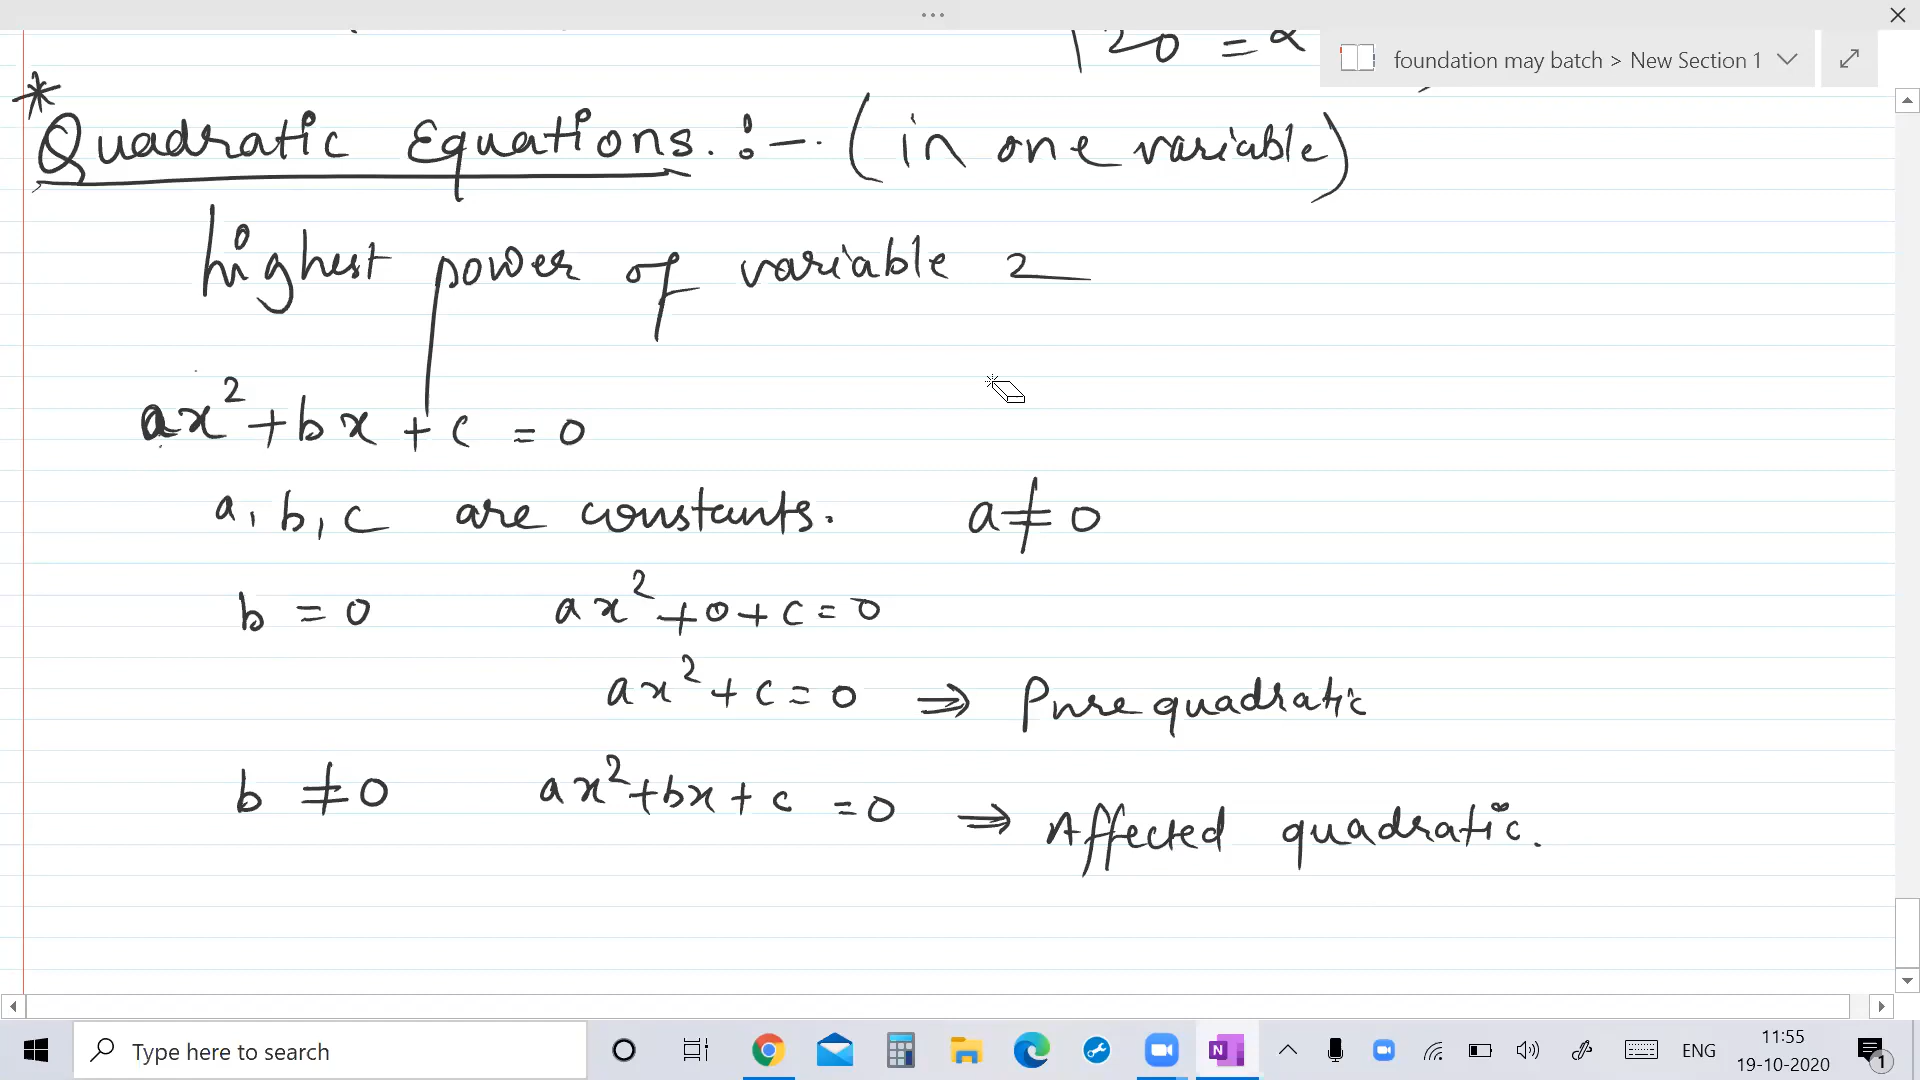 120 = x
foundation may batch > New Section 1
* Quadratic Equations. :- (in one variable)
highest power of variable 2
ax² + bx + c = 0
a, b, c are constants. a ≠ 0
b = 0 ax² + 0 + c = 0
ax² + c = 0 ⇒ Pure quadratic
b ≠ 0 ax² + bx + c = 0 ⇒ Affected quadratic.
Type here to search
ENG
11:55
19-10-2020
1